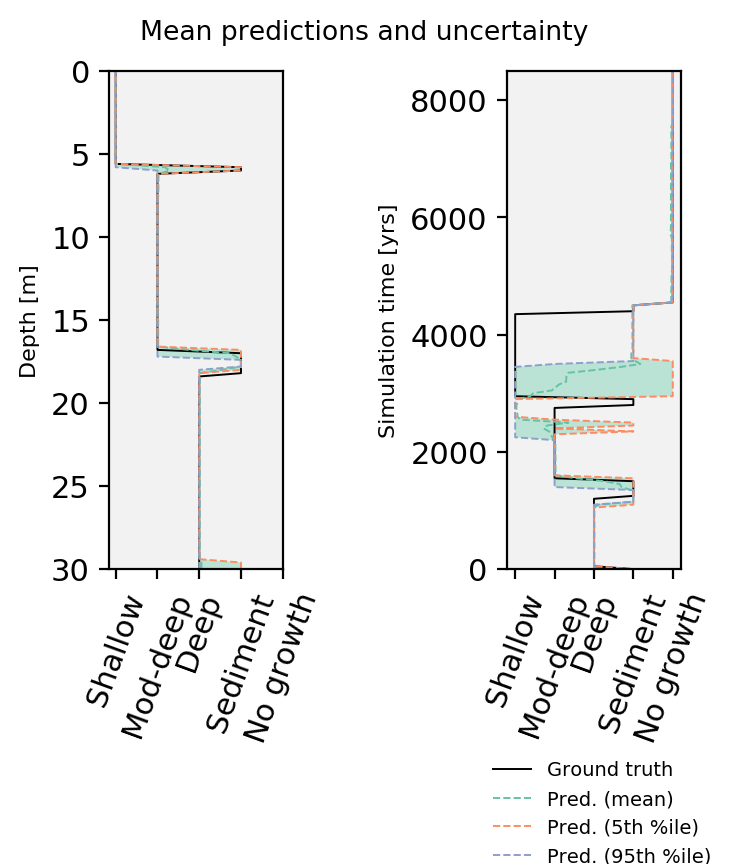 Mean predictions and uncertainty
0
5
10
15
20
25
30
Depth [m]
Shallow
Mod-deep
Deep
Sediment
No growth
8000
6000
4000
2000
0
Simulation time [yrs]
Shallow
Mod-deep
Deep
Sediment
No growth
Ground truth
Pred. (mean)
Pred. (5th %ile)
Pred. (95th %ile)